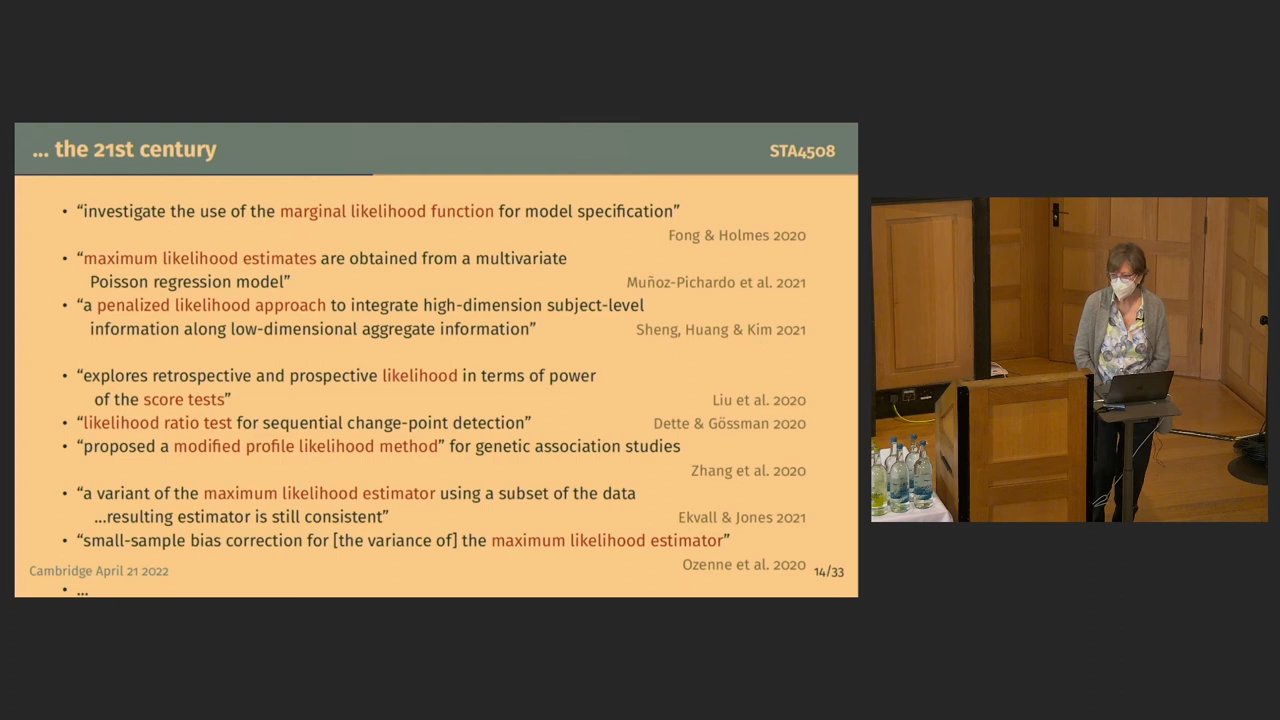 ... the 21st century
STA4508
• “investigate the use of the marginal likelihood function for model specification”
Fong & Holmes 2020
• “maximum likelihood estimates are obtained from a multivariate
Poisson regression model”
Muñoz-Pichardo et al. 2021
• “a penalized likelihood approach to integrate high-dimension subject-level
information along low-dimensional aggregate information”
Sheng, Huang & Kim 2021
• “explores retrospective and prospective likelihood in terms of power
of the score tests”
Liu et al. 2020
• “likelihood ratio test for sequential change-point detection”
Dette & Gössman 2020
• “proposed a modified profile likelihood method” for genetic association studies
Zhang et al. 2020
• “a variant of the maximum likelihood estimator using a subset of the data
...resulting estimator is still consistent”
Ekvall & Jones 2021
• “small-sample bias correction for [the variance of] the maximum likelihood estimator”
Ozenne et al. 2020
Cambridge April 21 2022
14/33
• ...